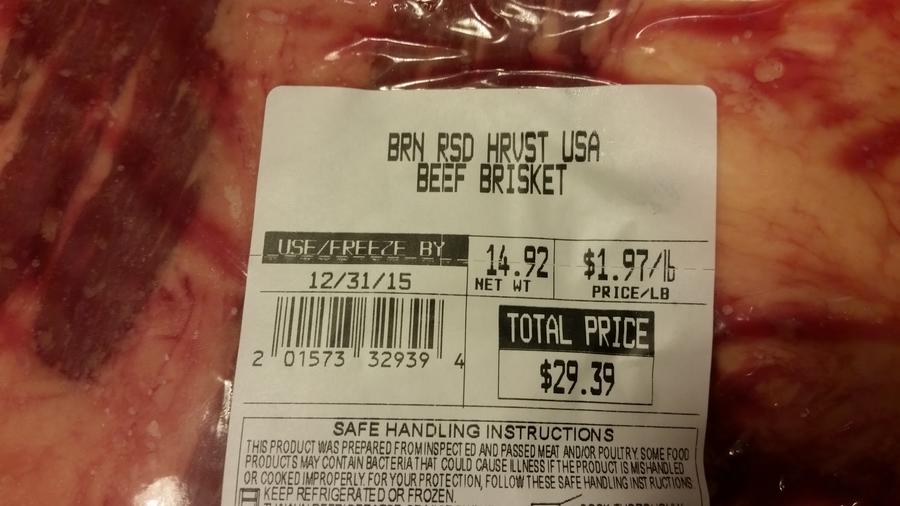 BRN RSD HRVST USA
BEEF BRISKET
USE/FREEZE BY
12/31/15
14.92
NET WT
$1.97/lb
PRICE/LB
2 01573 32939 4
TOTAL PRICE
$29.39
SAFE HANDLING INSTRUCTIONS
THIS PRODUCT WAS PREPARED FROM INSPECTED AND PASSED MEAT AND/OR POULTRY. SOME FOOD
PRODUCTS MAY CONTAIN BACTERIA THAT COULD CAUSE ILLNESS IF THE PRODUCT IS MISHANDLED
OR COOKED IMPROPERLY. FOR YOUR PROTECTION, FOLLOW THESE SAFE HANDLING INSTRUCTIONS.
KEEP REFRIGERATED OR FROZEN.